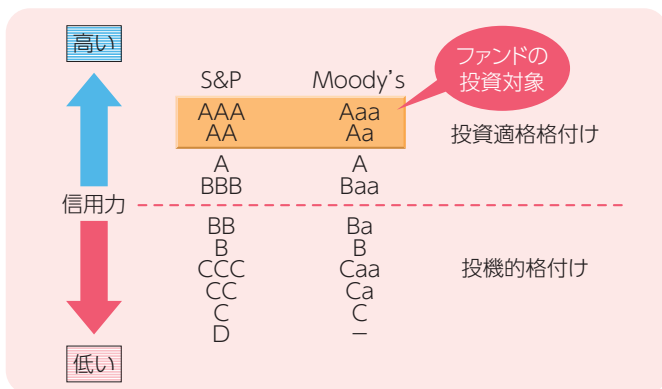 高い
ファンドの
投資対象
S&P Moody's
AAA Aaa
AA Aa
投資適格格付け
A A
BBB Baa
信用力
BB Ba
B B
CCC Caa
投機的格付け
CC Ca
C C
D −
低い